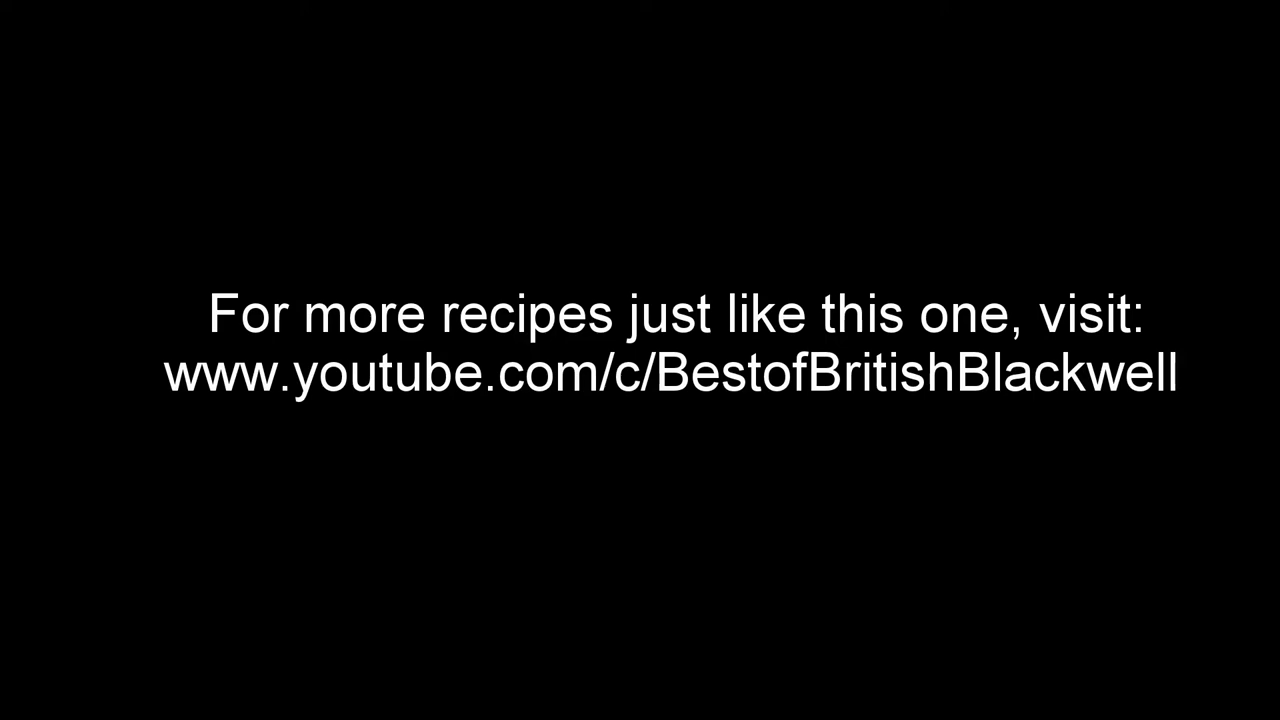 For more recipes just like this one, visit:
www.youtube.com/c/BestofBritishBlackwell